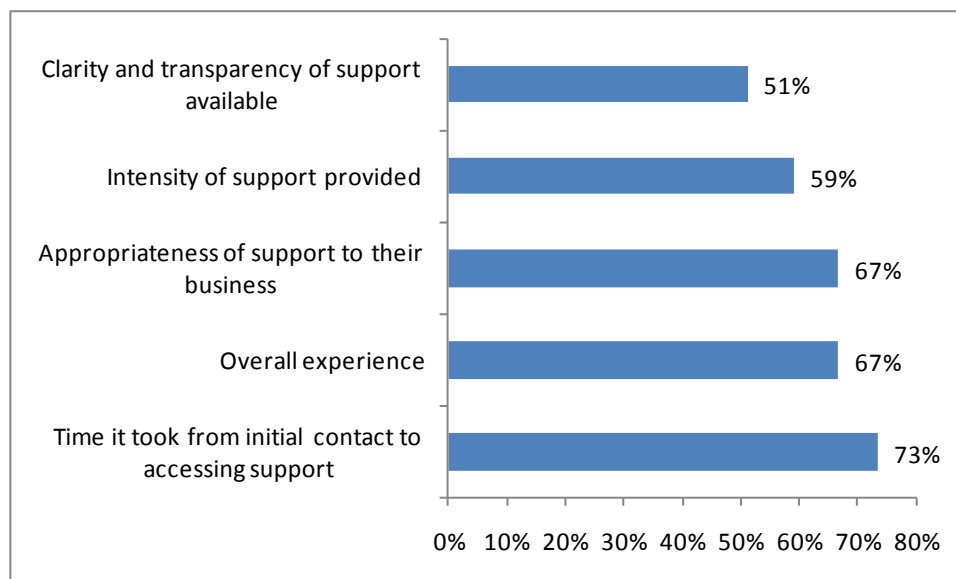 Clarity and transparency of support
available
51%
Intensity of support provided
59%
Appropriateness of support to their
business
67%
Overall experience
67%
Time it took from initial contact to
accessing support
73%
0% 10% 20% 30% 40% 50% 60% 70% 80%